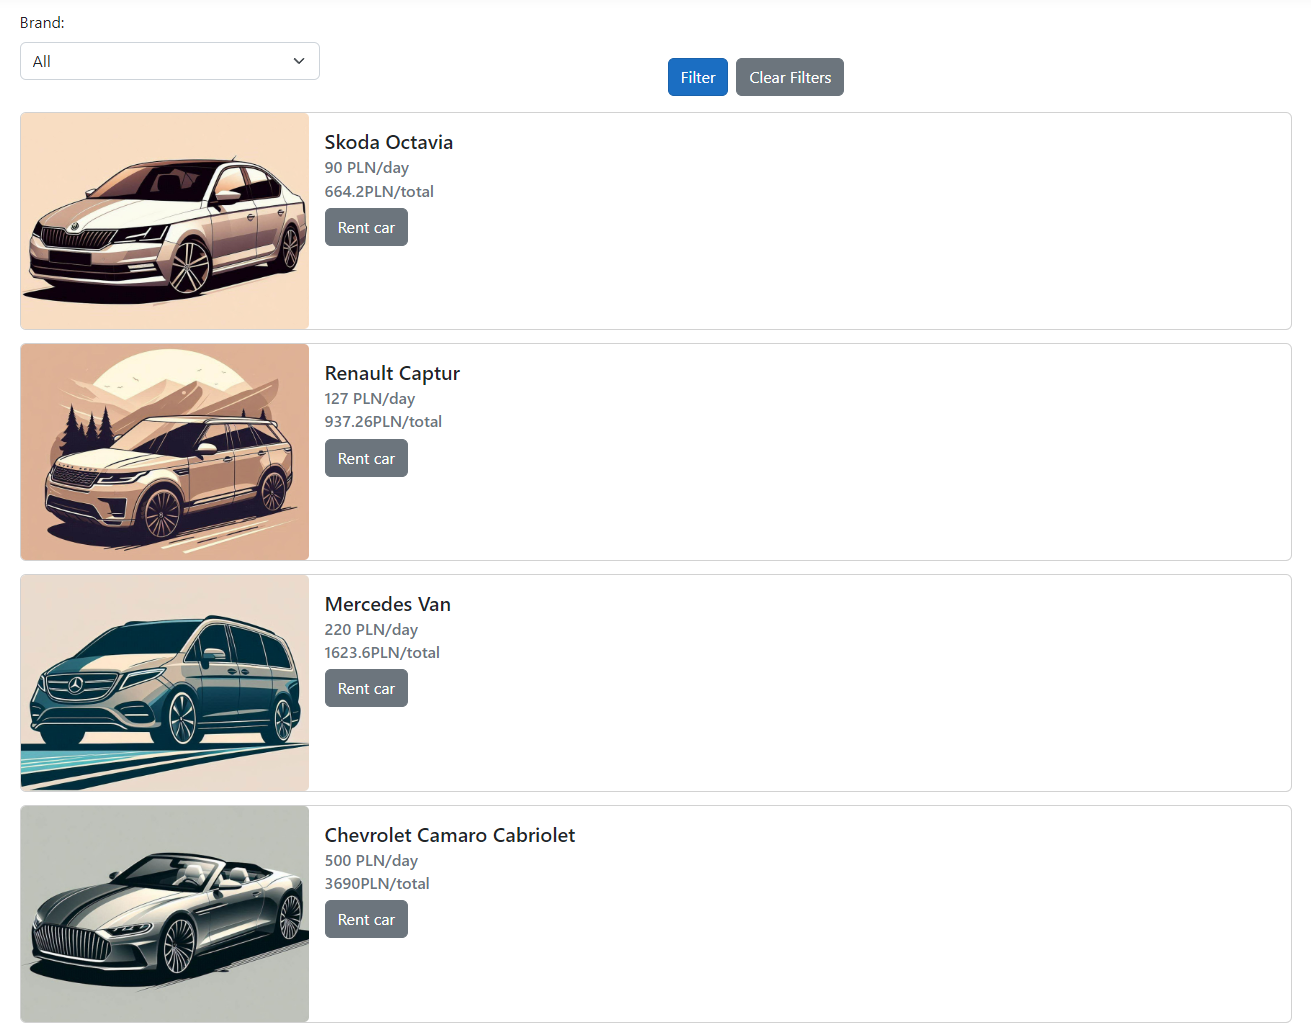 Brand:
All
Filter
Clear Filters
Skoda Octavia
90 PLN/day
664.2PLN/total
Rent car
Renault Captur
127 PLN/day
937.26PLN/total
Rent car
Mercedes Van
220 PLN/day
1623.6PLN/total
Rent car
Chevrolet Camaro Cabriolet
500 PLN/day
3690PLN/total
Rent car